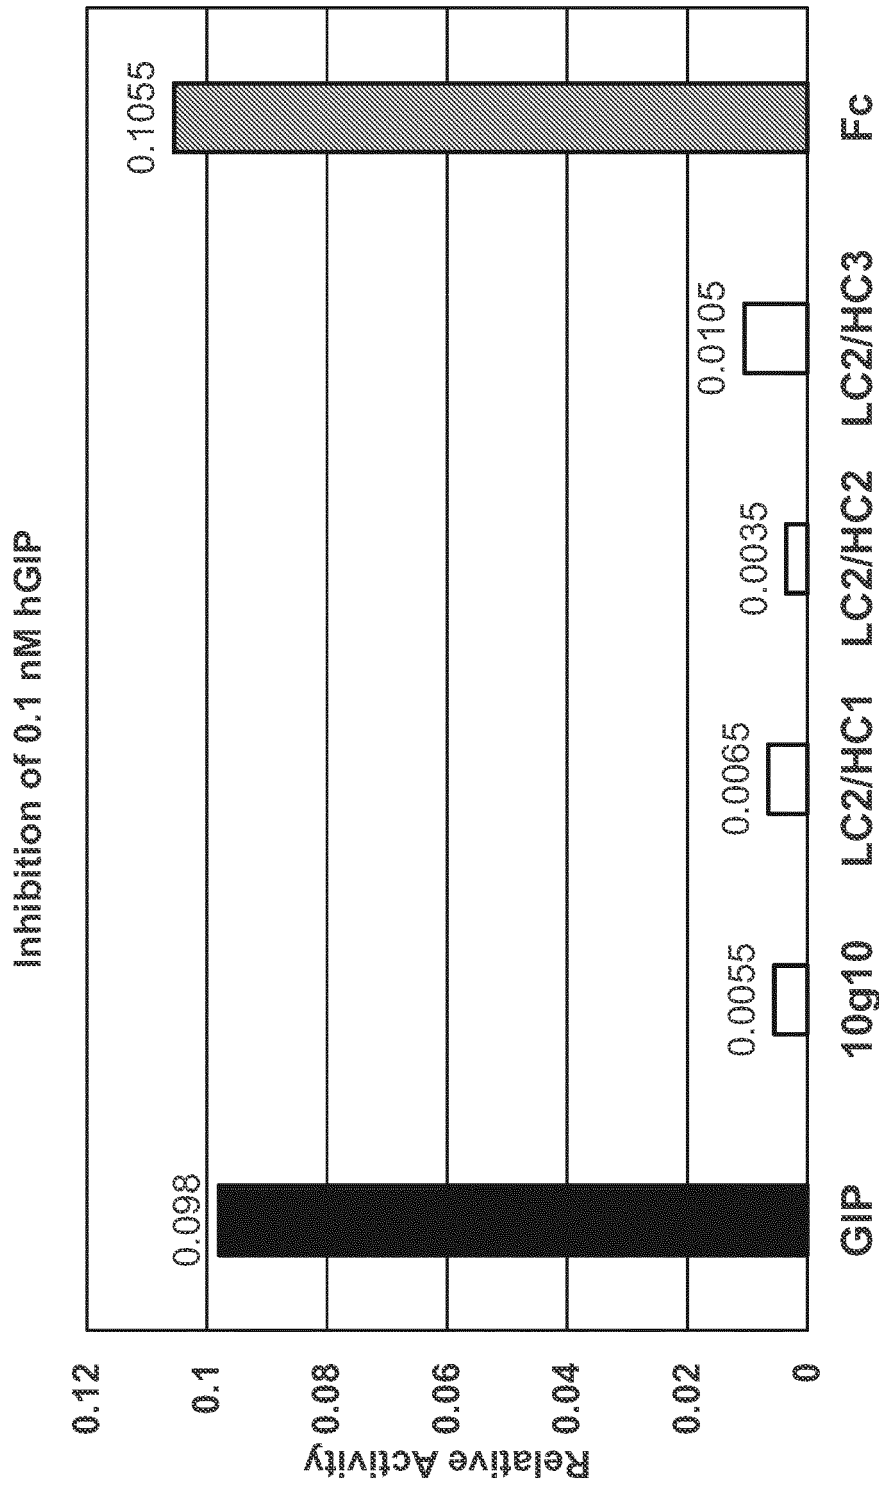 Inhibition of 0.1 nM hGIP
Relative Activity
0.12
0.1
0.08
0.06
0.04
0.02
0
0.098
0.0055
0.0065
0.0035
0.0105
0.1055
GIP
10g10
LC2/HC1
LC2/HC2
LC2/HC3
Fc